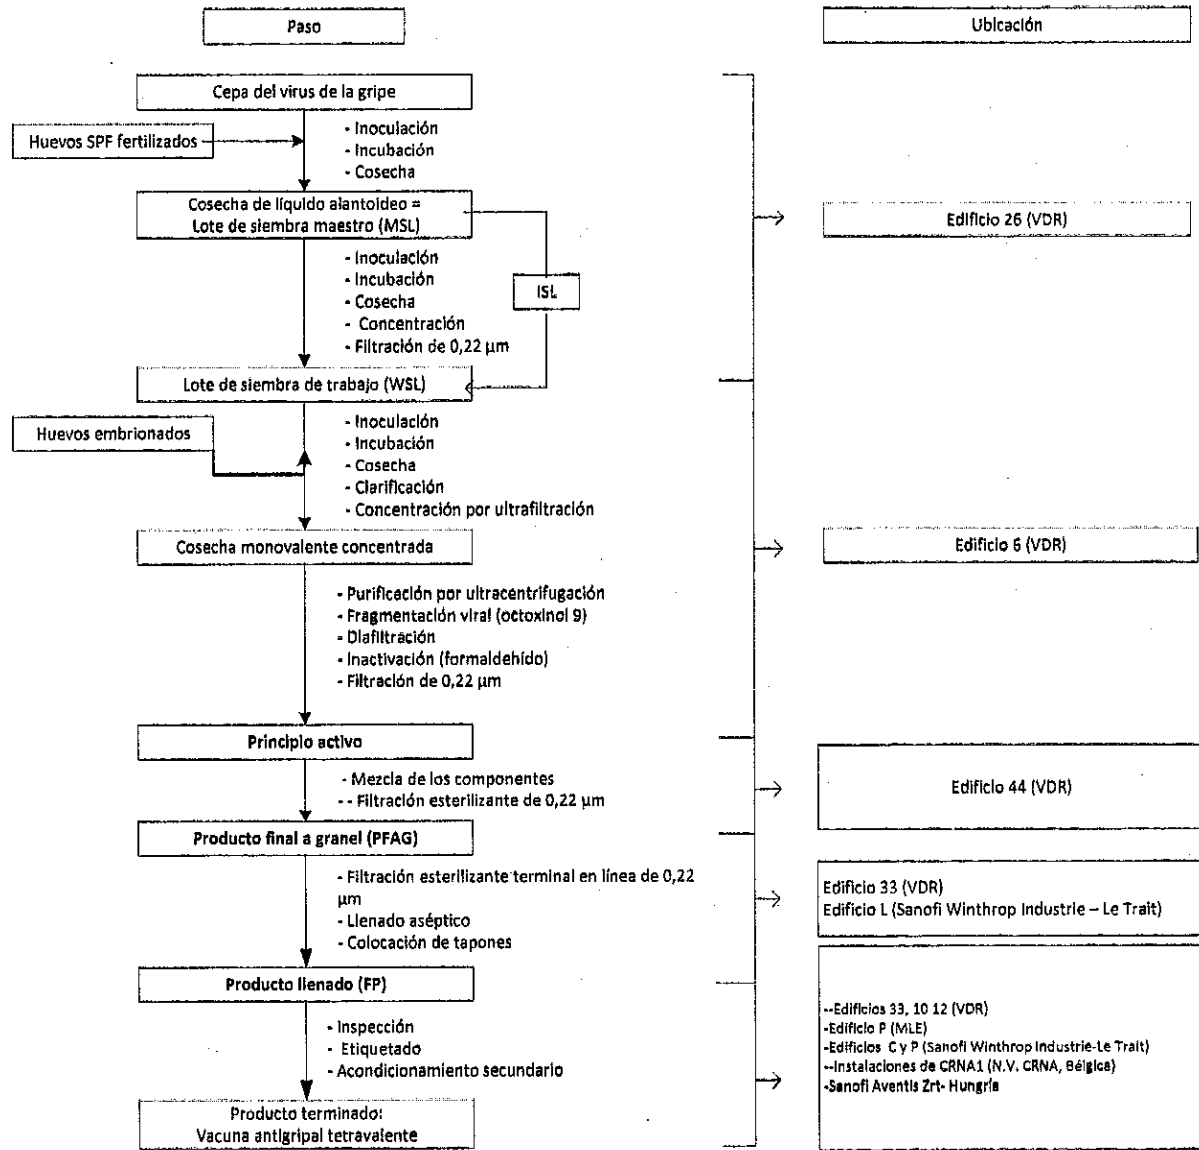 Paso
Ubicación
Cepa del virus de la gripe
Huevos SPF fertilizados
- Inoculación
- Incubación
- Cosecha
Cosecha de líquido alantoideo =
Lote de siembra maestro (MSL)
Edificio 26 (VDR)
- Inoculación
- Incubación
- Cosecha
- Concentración
- Filtración de 0,22 µm
ISL
Lote de siembra de trabajo (WSL)
Huevos embrionados
- Inoculación
- Incubación
- Cosecha
- Clarificación
- Concentración por ultrafiltración
Cosecha monovalente concentrada
Edificio 6 (VDR)
- Purificación por ultracentrifugación
- Fragmentación viral (octoxinol 9)
- Diafiltración
- Inactivación (formaldehído)
- Filtración de 0,22 µm
Principio activo
- Mezcla de los componentes
-- Filtración esterilizante de 0,22 µm
Edificio 44 (VDR)
Producto final a granel (PFAG)
- Filtración esterilizante terminal en línea de 0,22
µm
- Llenado aséptico
- Colocación de tapones
Edificio 33 (VDR)
Edificio L (Sanofi Winthrop Industrie – Le Trait)
Producto llenado (FP)
- Inspección
- Etiquetado
- Acondicionamiento secundario
--Edificios 33, 10 12 (VDR)
-Edificio P (MLE)
-Edificios C y P (Sanofi Winthrop Industrie-Le Trait)
--Instalaciones de CRNA1 (N.V. CRNA, Bélgica)
-Sanofi Aventis Zrt- Hungría
Producto terminado:
Vacuna antigripal tetravalente